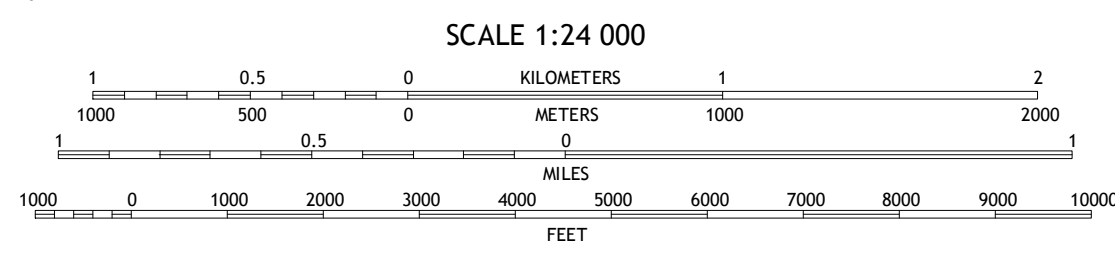 SCALE 1:24 000
1 0.5 0 KILOMETERS 1 2
1000 500 0 METERS 1000 2000
1 0.5 0 1
MILES
1000 0 1000 2000 3000 4000 5000 6000 7000 8000 9000 10000
FEET